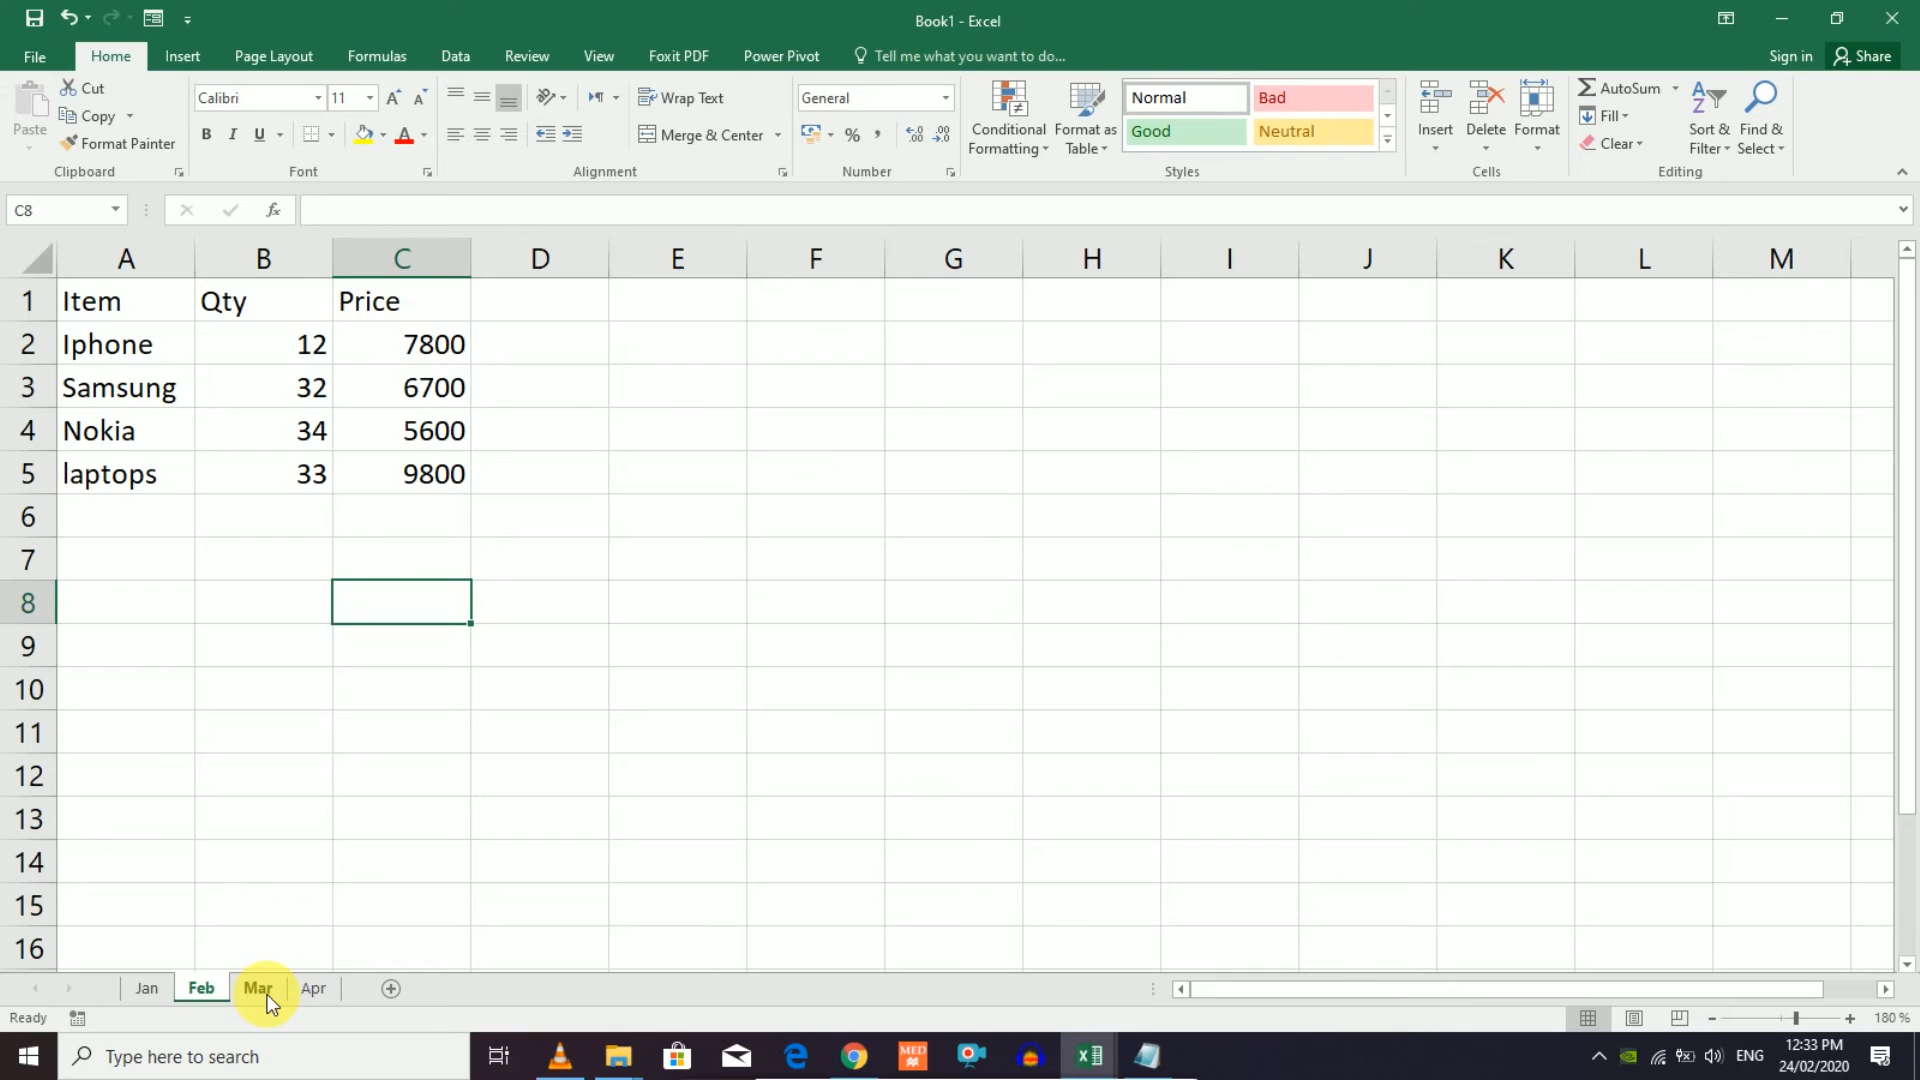 Book1 - Excel
File Home Insert Page Layout Formulas Data Review View Foxit PDF Power Pivot Tell me what you want to do... Sign in Share
Paste
Cut
Copy
Format Painter
Clipboard
Calibri 11
B I U A
Font
Wrap Text
Merge & Center
Alignment
General
% , .00 .00
Number
Conditional Formatting
Format as Table
Normal Bad
Good Neutral
Styles
Insert Delete Format
Cells
AutoSum
Fill
Clear
Sort & Filter
Find & Select
Editing
C8 fx
A B C D E F G H I J K L M
1 Item Qty Price
2 Iphone 12 7800
3 Samsung 32 6700
4 Nokia 34 5600
5 laptops 33 9800
6
7
8
9
10
11
12
13
14
15
16
Jan Feb Mar Apr
Ready 180 %
Type here to search MED ENG 12:33 PM
24/02/2020